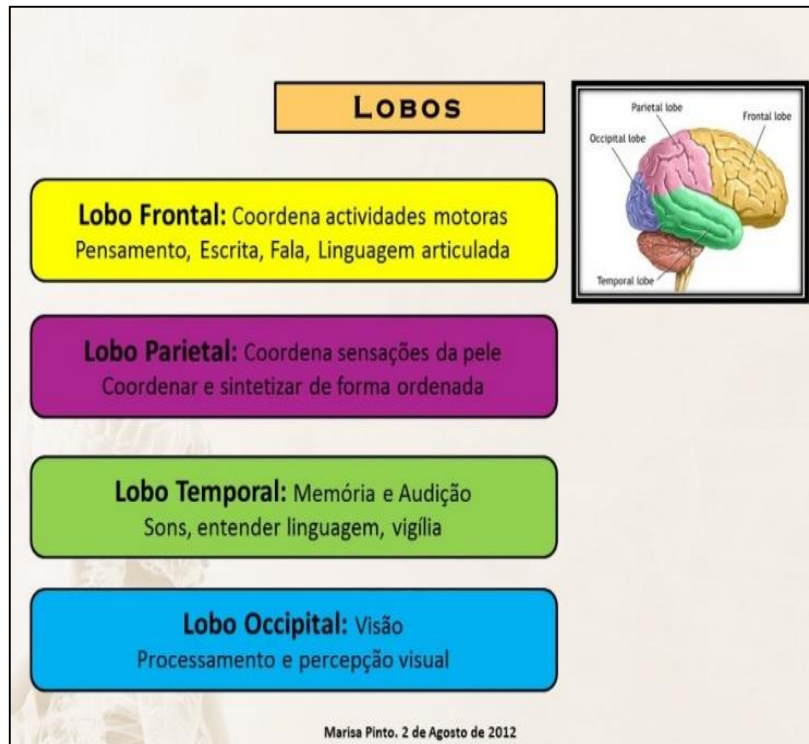 LOBOS
Parietal lobe
Frontal lobe
Occipital lobe
Temporal lobe
Lobo Frontal: Coordena actividades motoras
Pensamento, Escrita, Fala, Linguagem articulada
Lobo Parietal: Coordena sensações da pele
Coordenar e sintetizar de forma ordenada
Lobo Temporal: Memória e Audição
Sons, entender linguagem, vigília
Lobo Occipital: Visão
Processamento e percepção visual
Marisa Pinto. 2 de Agosto de 2012